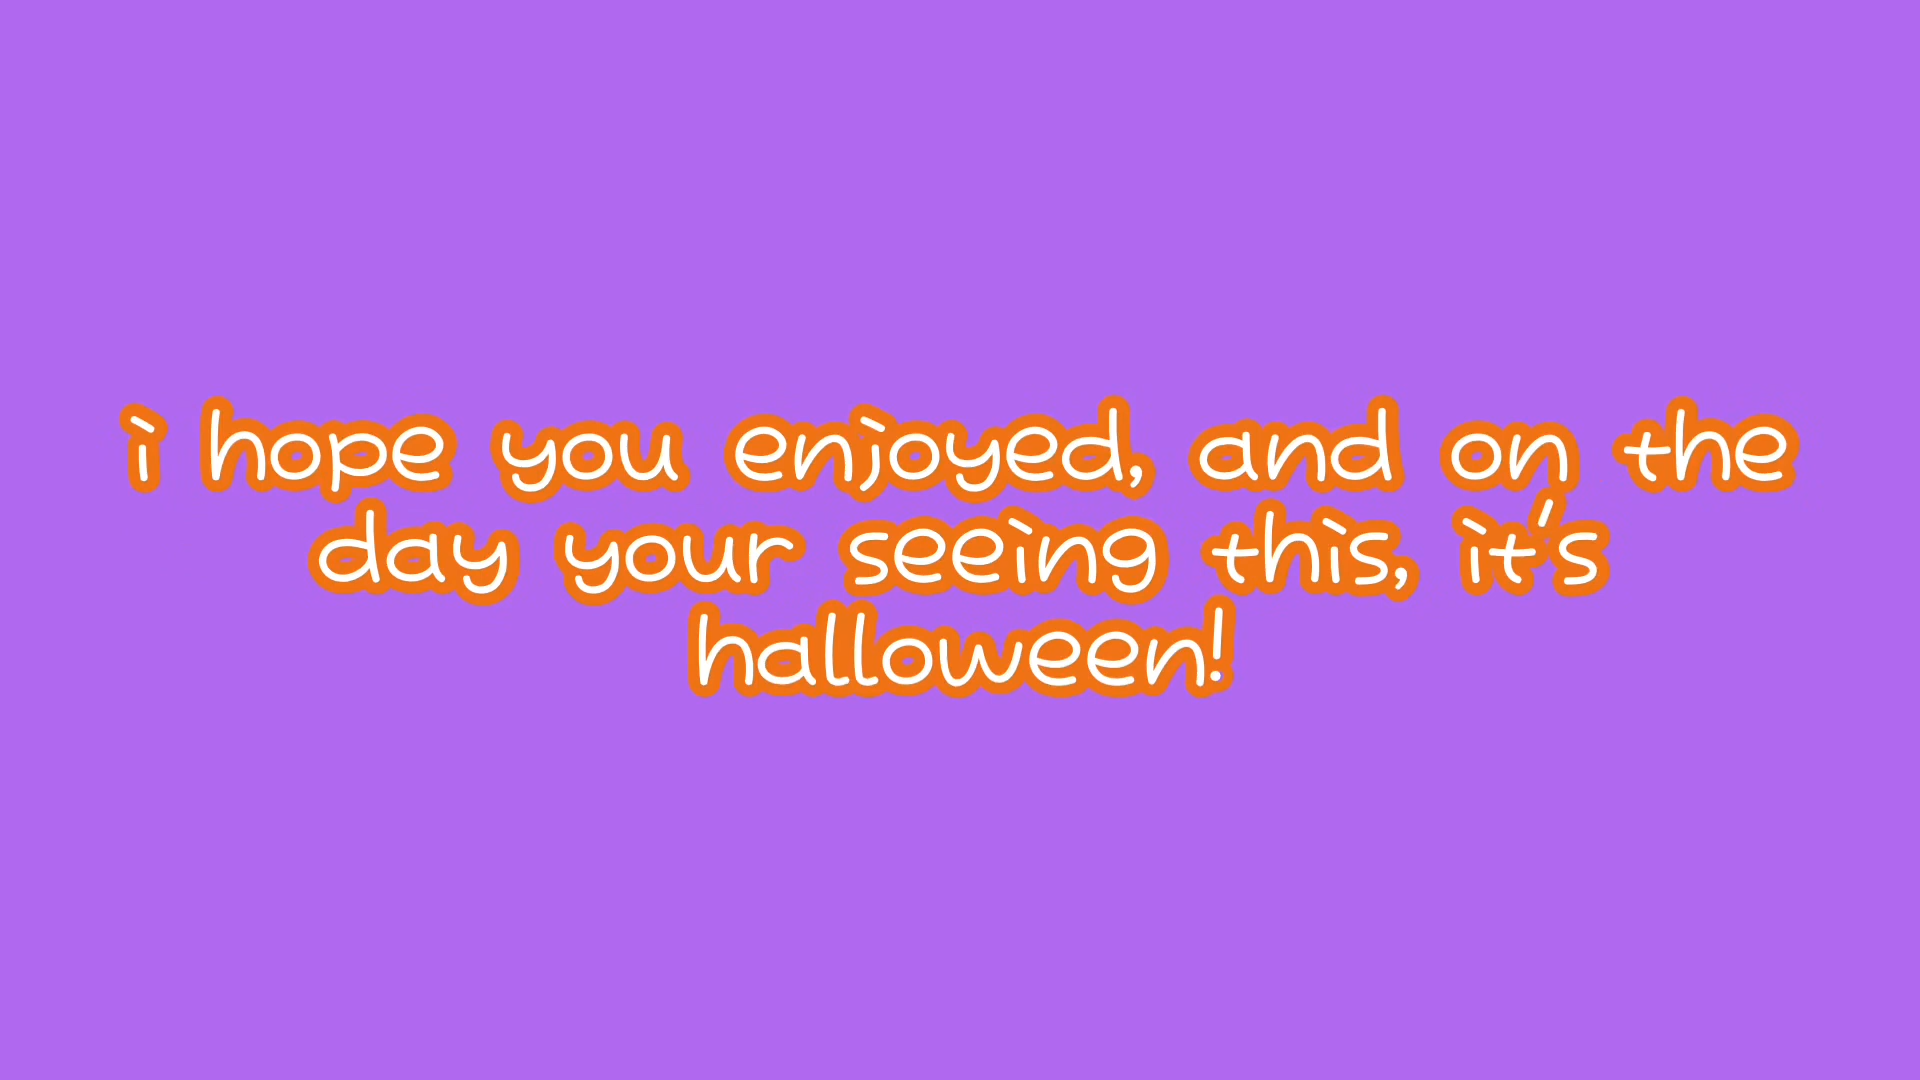 i hope you enjoyed, and on the
day your seeing this, it's
halloween!